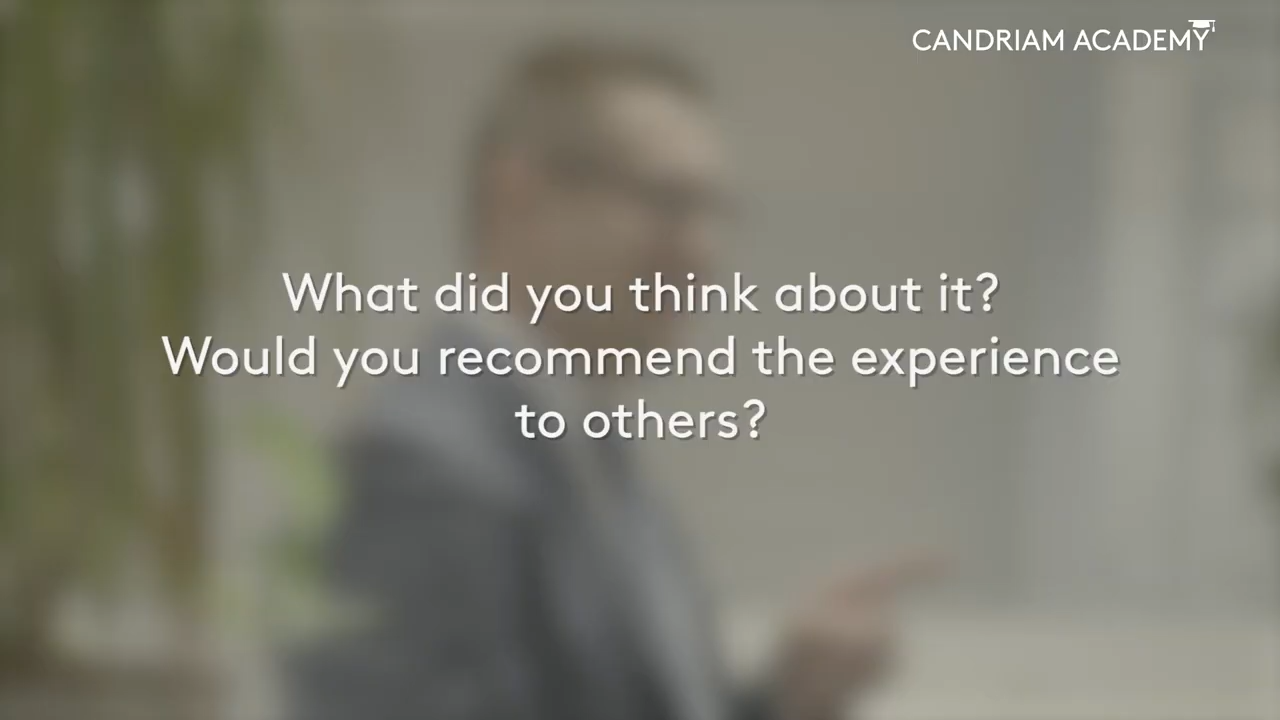 CANDRIAM ACADEMY
What did you think about it?
Would you recommend the experience
to others?